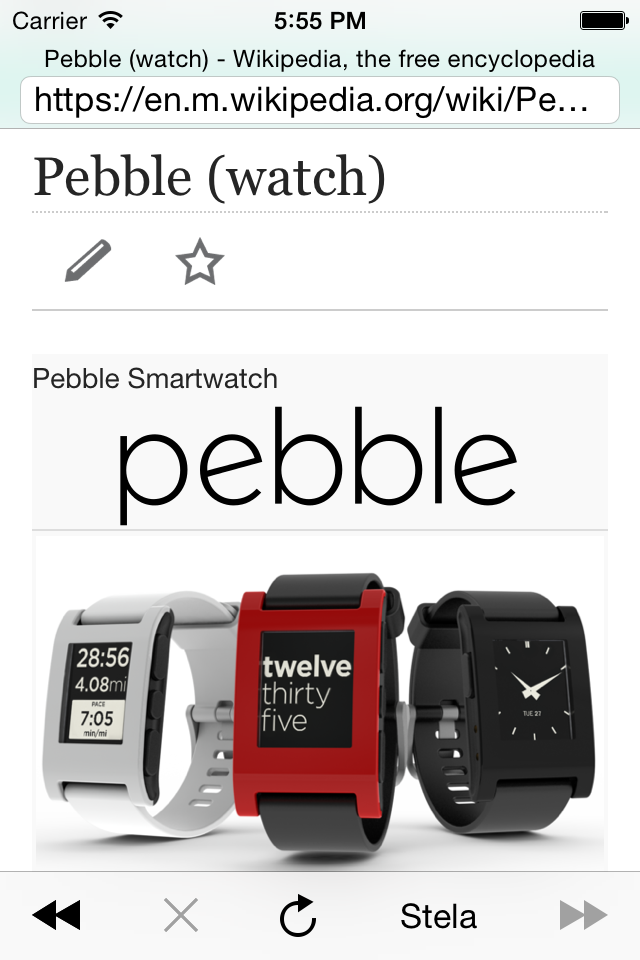 Carrier 5:55 PM
Pebble (watch) - Wikipedia, the free encyclopedia
https://en.m.wikipedia.org/wiki/Pe…
Pebble (watch)
Pebble Smartwatch
pebble
28:56
4.08mi
PACE
7:05
min/mi
twelve
thirty
five
TUE 27
Stela